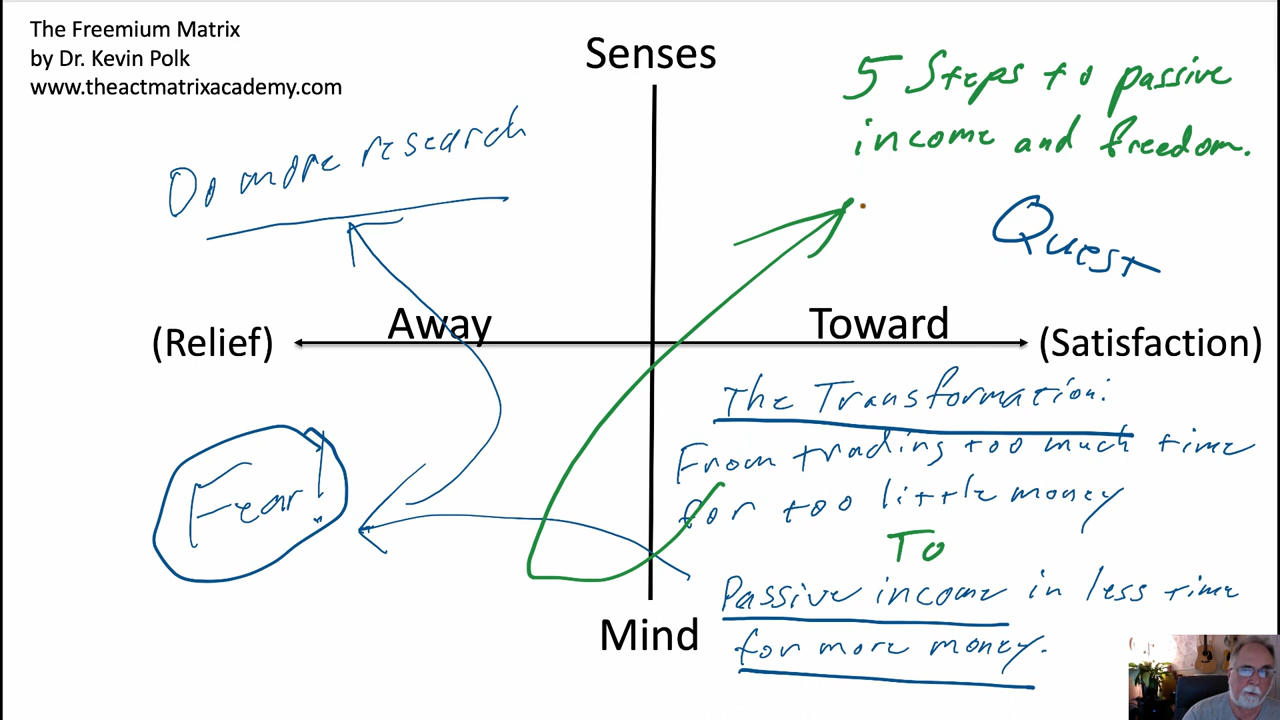 The Freemium Matrix
by Dr. Kevin Polk
www.theactmatrixacademy.com
Senses
5 Steps to passive
income and freedom.
Do more research
Quest
Away
Toward
(Relief)
(Satisfaction)
The Transformation:
From trading too much time
for too little money
Fear!
TO
Passive income in less time
for more money.
Mind